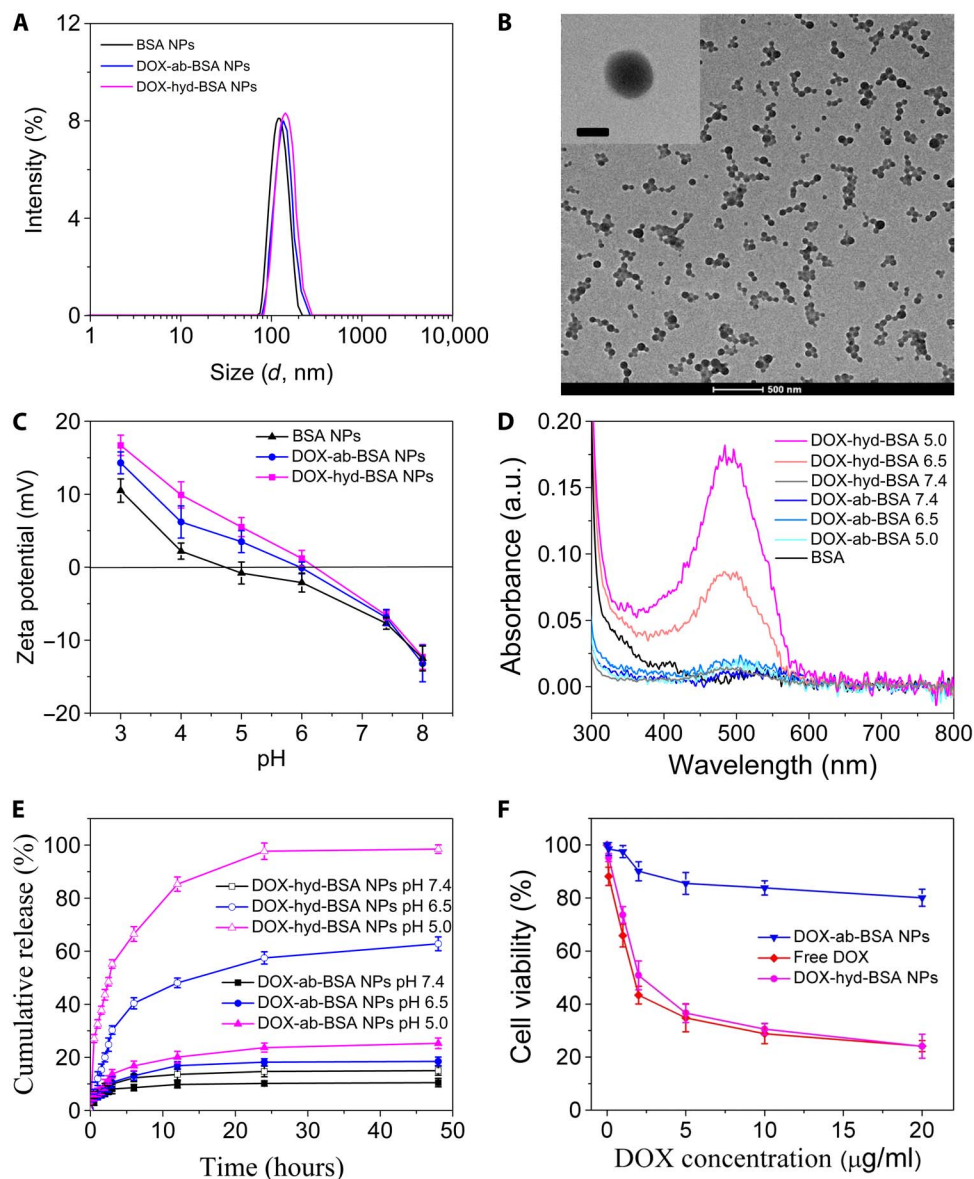 A
12
8
4
0
1
10
100
1000
10,000
Intensity (%)
Size (d, nm)
BSA NPs
DOX-ab-BSA NPs
DOX-hyd-BSA NPs
B
500 nm
C
20
10
0
−10
−20
3
4
5
6
7
8
Zeta potential (mV)
pH
BSA NPs
DOX-ab-BSA NPs
DOX-hyd-BSA NPs
D
0.20
0.15
0.10
0.05
0.00
300
400
500
600
700
800
Absorbance (a.u.)
Wavelength (nm)
DOX-hyd-BSA 5.0
DOX-hyd-BSA 6.5
DOX-hyd-BSA 7.4
DOX-ab-BSA 7.4
DOX-ab-BSA 6.5
DOX-ab-BSA 5.0
BSA
E
100
80
60
40
20
0
0
10
20
30
40
50
Cumulative release (%)
Time (hours)
DOX-hyd-BSA NPs pH 7.4
DOX-hyd-BSA NPs pH 6.5
DOX-hyd-BSA NPs pH 5.0
DOX-ab-BSA NPs pH 7.4
DOX-ab-BSA NPs pH 6.5
DOX-ab-BSA NPs pH 5.0
F
100
80
60
40
20
0
0
5
10
15
20
Cell viability (%)
DOX concentration (μg/ml)
DOX-ab-BSA NPs
Free DOX
DOX-hyd-BSA NPs